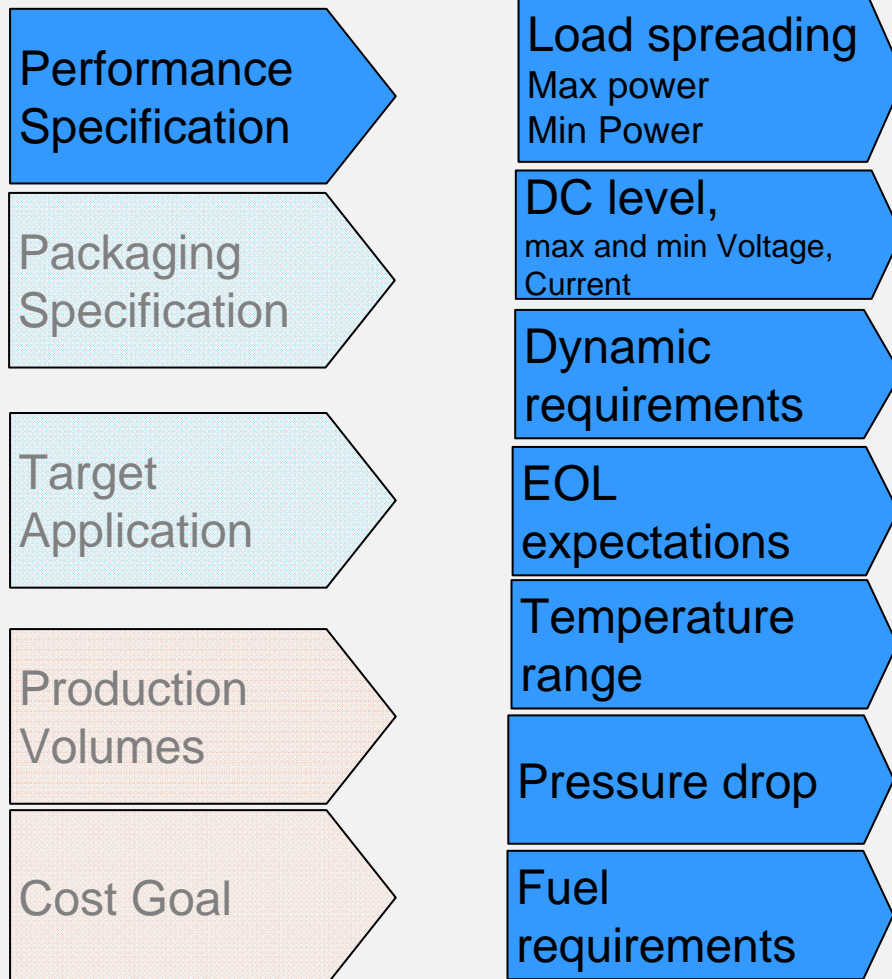 Performance
Specification
Packaging
Specification
Target
Application
Production
Volumes
Cost Goal
Load spreading
Max power
Min Power
DC level,
max and min Voltage,
Current
Dynamic
requirements
EOL
expectations
Temperature
range
Pressure drop
Fuel
requirements